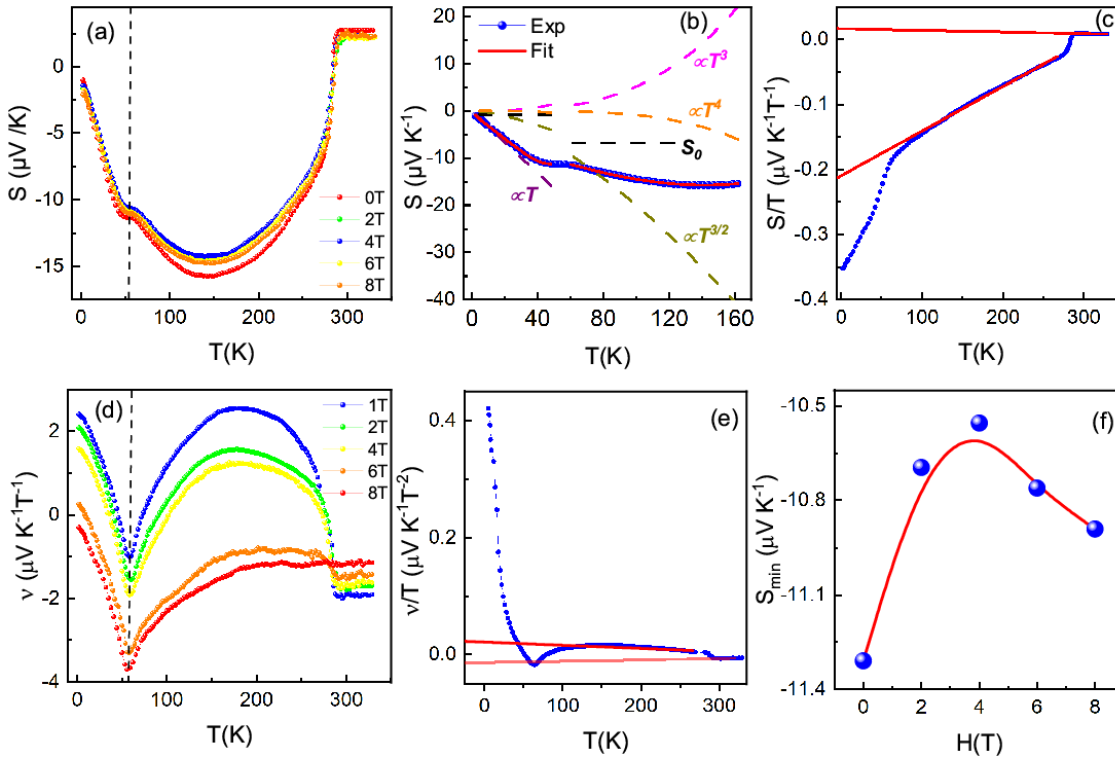 (a)
S (µV /K)
0
-5
-10
-15
0T
2T
4T
6T
8T
0 100 200 300
T(K)
(b)
Exp
Fit
∝T³
∝T⁴
S₀
∝T
∝T³ᐟ²
S (µV K⁻¹)
20
10
0
-10
-20
-30
-40
0 40 80 120 160
T(K)
(c)
S/T (µV K⁻¹T⁻¹)
0.0
-0.1
-0.2
-0.3
-0.4
0 100 200 300
T(K)
(d)
1T
2T
4T
6T
8T
ν (µV K⁻¹T⁻¹)
2
0
-2
-4
0 100 200 300
T(K)
(e)
ν/T (µV K⁻¹T⁻²)
0.4
0.2
0.0
0 100 200 300
T(K)
(f)
S_min (µV K⁻¹)
-10.5
-10.8
-11.1
-11.4
0 2 4 6 8
H(T)